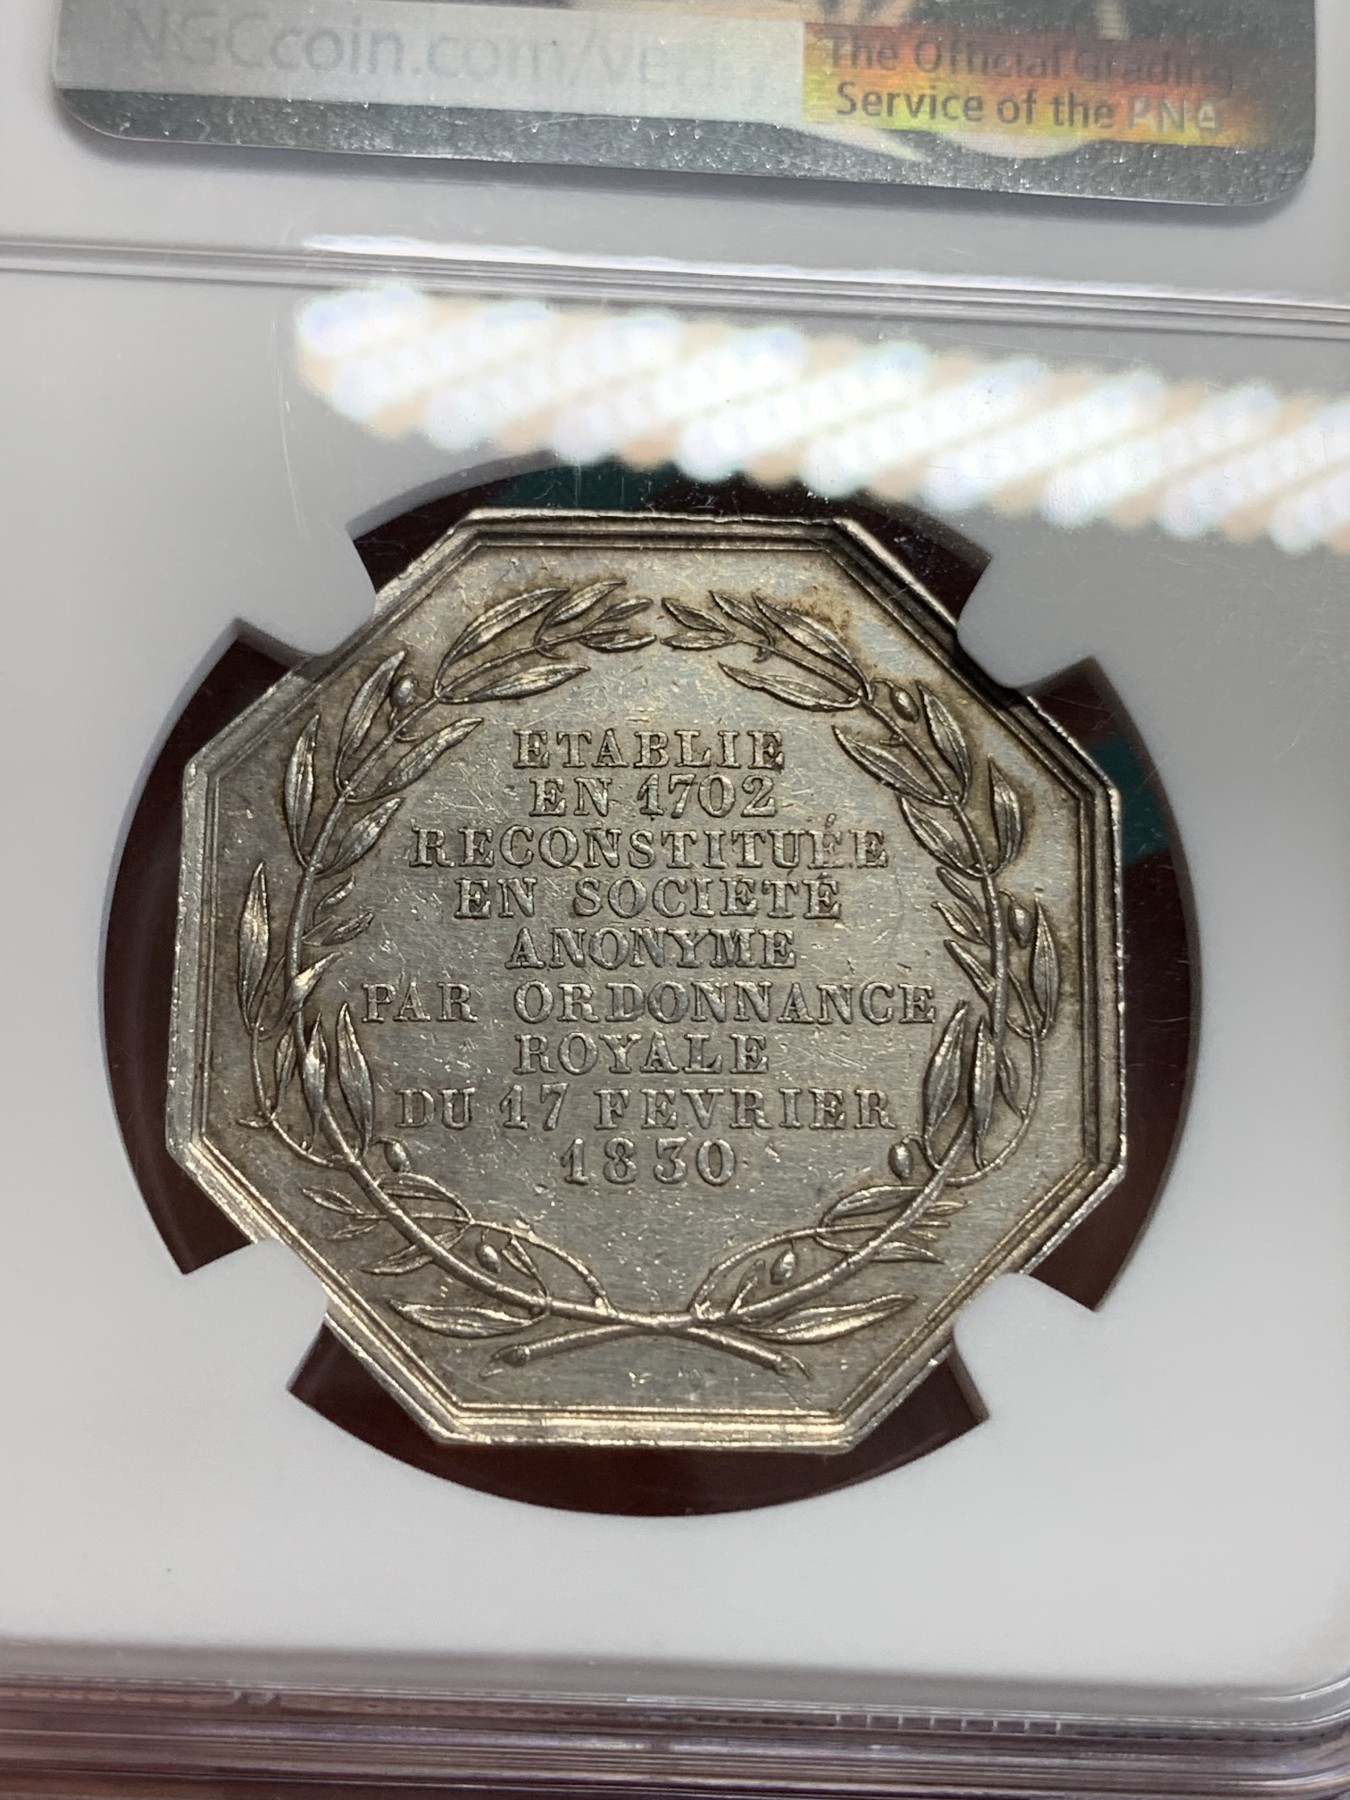 NGCcoin.com/verify
The Official Grading
Service of the PNG
ETABLIE
EN 1702
RECONSTITUÉE
EN SOCIÉTÉ
ANONYME
PAR ORDONNANCE
ROYALE
DU 17 FEVRIER
1830